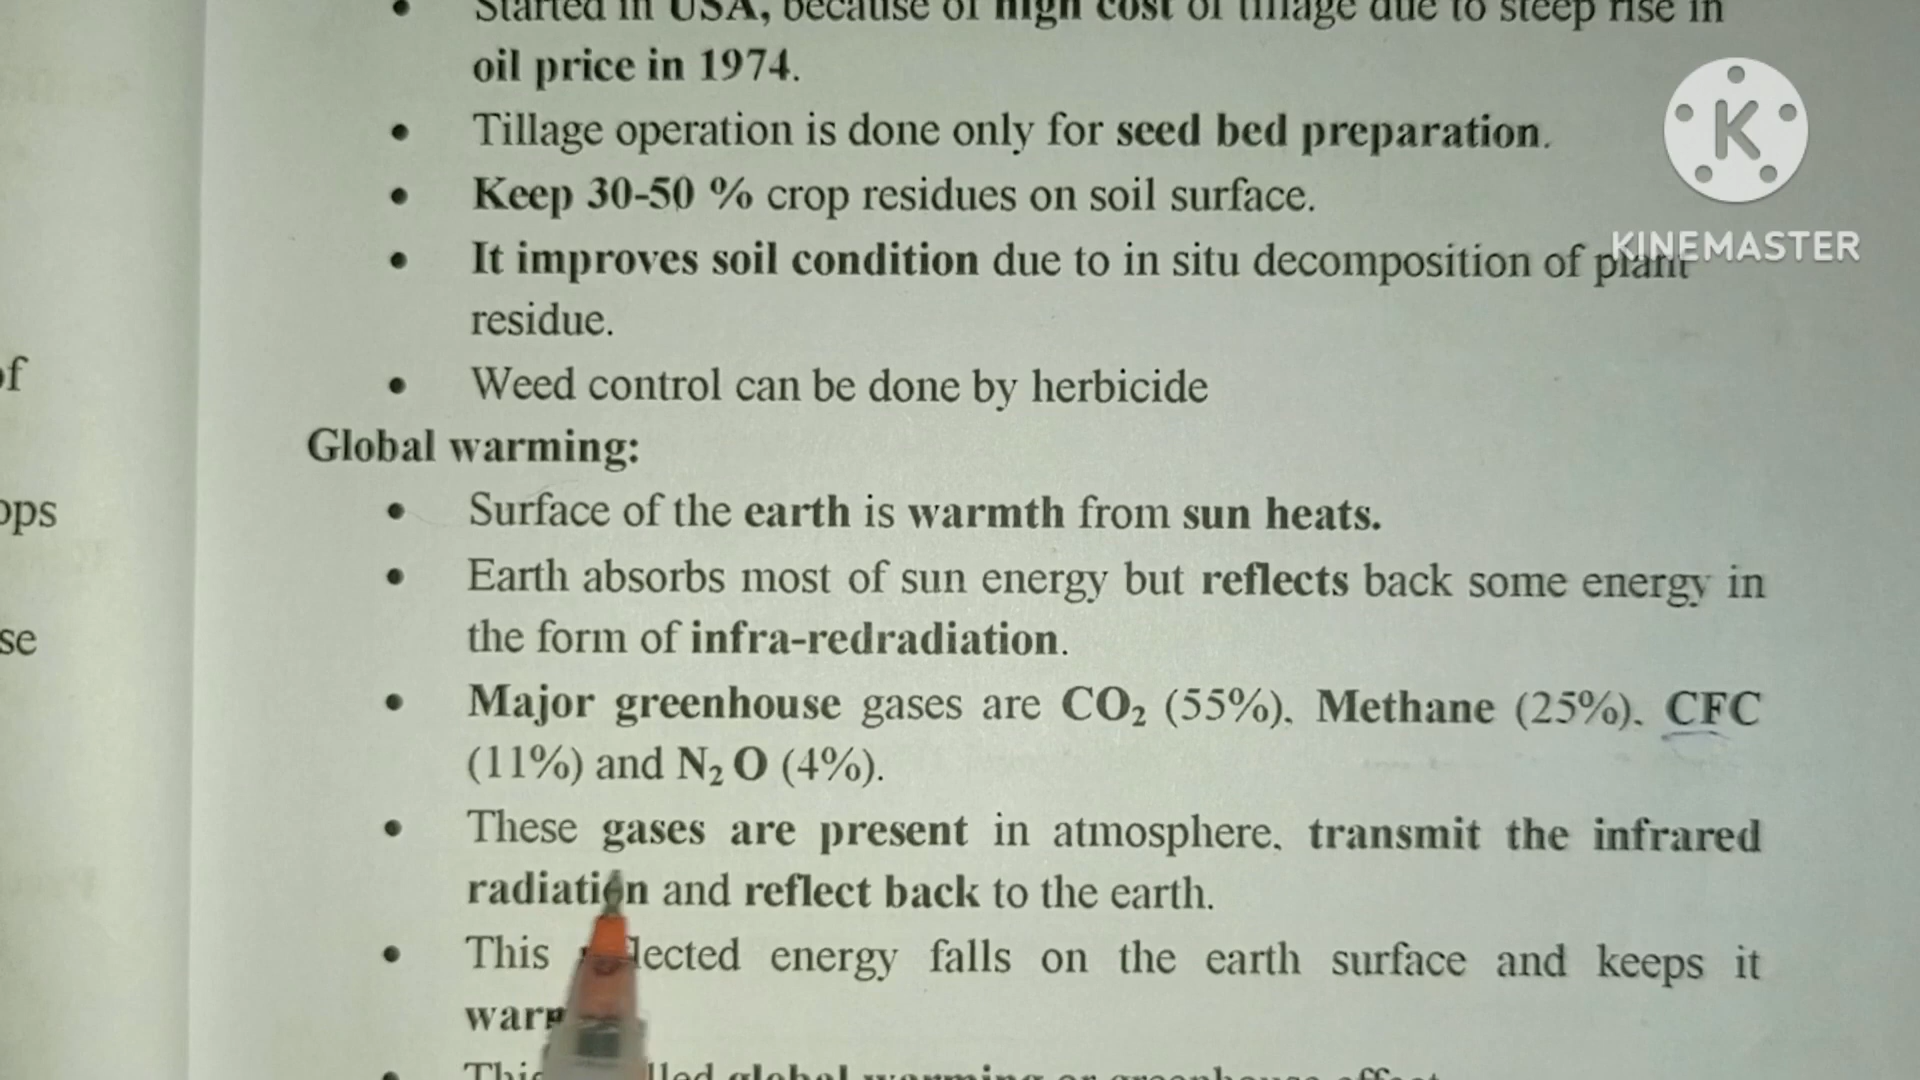 Started in USA, because of high cost of tillage due to steep rise in
oil price in 1974.
• Tillage operation is done only for seed bed preparation.
• Keep 30-50 % crop residues on soil surface.
• It improves soil condition due to in situ decomposition of plant
residue.
• Weed control can be done by herbicide
Global warming:
• Surface of the earth is warmth from sun heats.
• Earth absorbs most of sun energy but reflects back some energy in
the form of infra-redradiation.
• Major greenhouse gases are CO₂ (55%), Methane (25%), CFC
(11%) and N₂ O (4%).
• These gases are present in atmosphere, transmit the infrared
radiation and reflect back to the earth.
• This energy falls on the earth surface and keeps it
global warming or greenhouse effect
of
ops
se
K
KINEMASTER